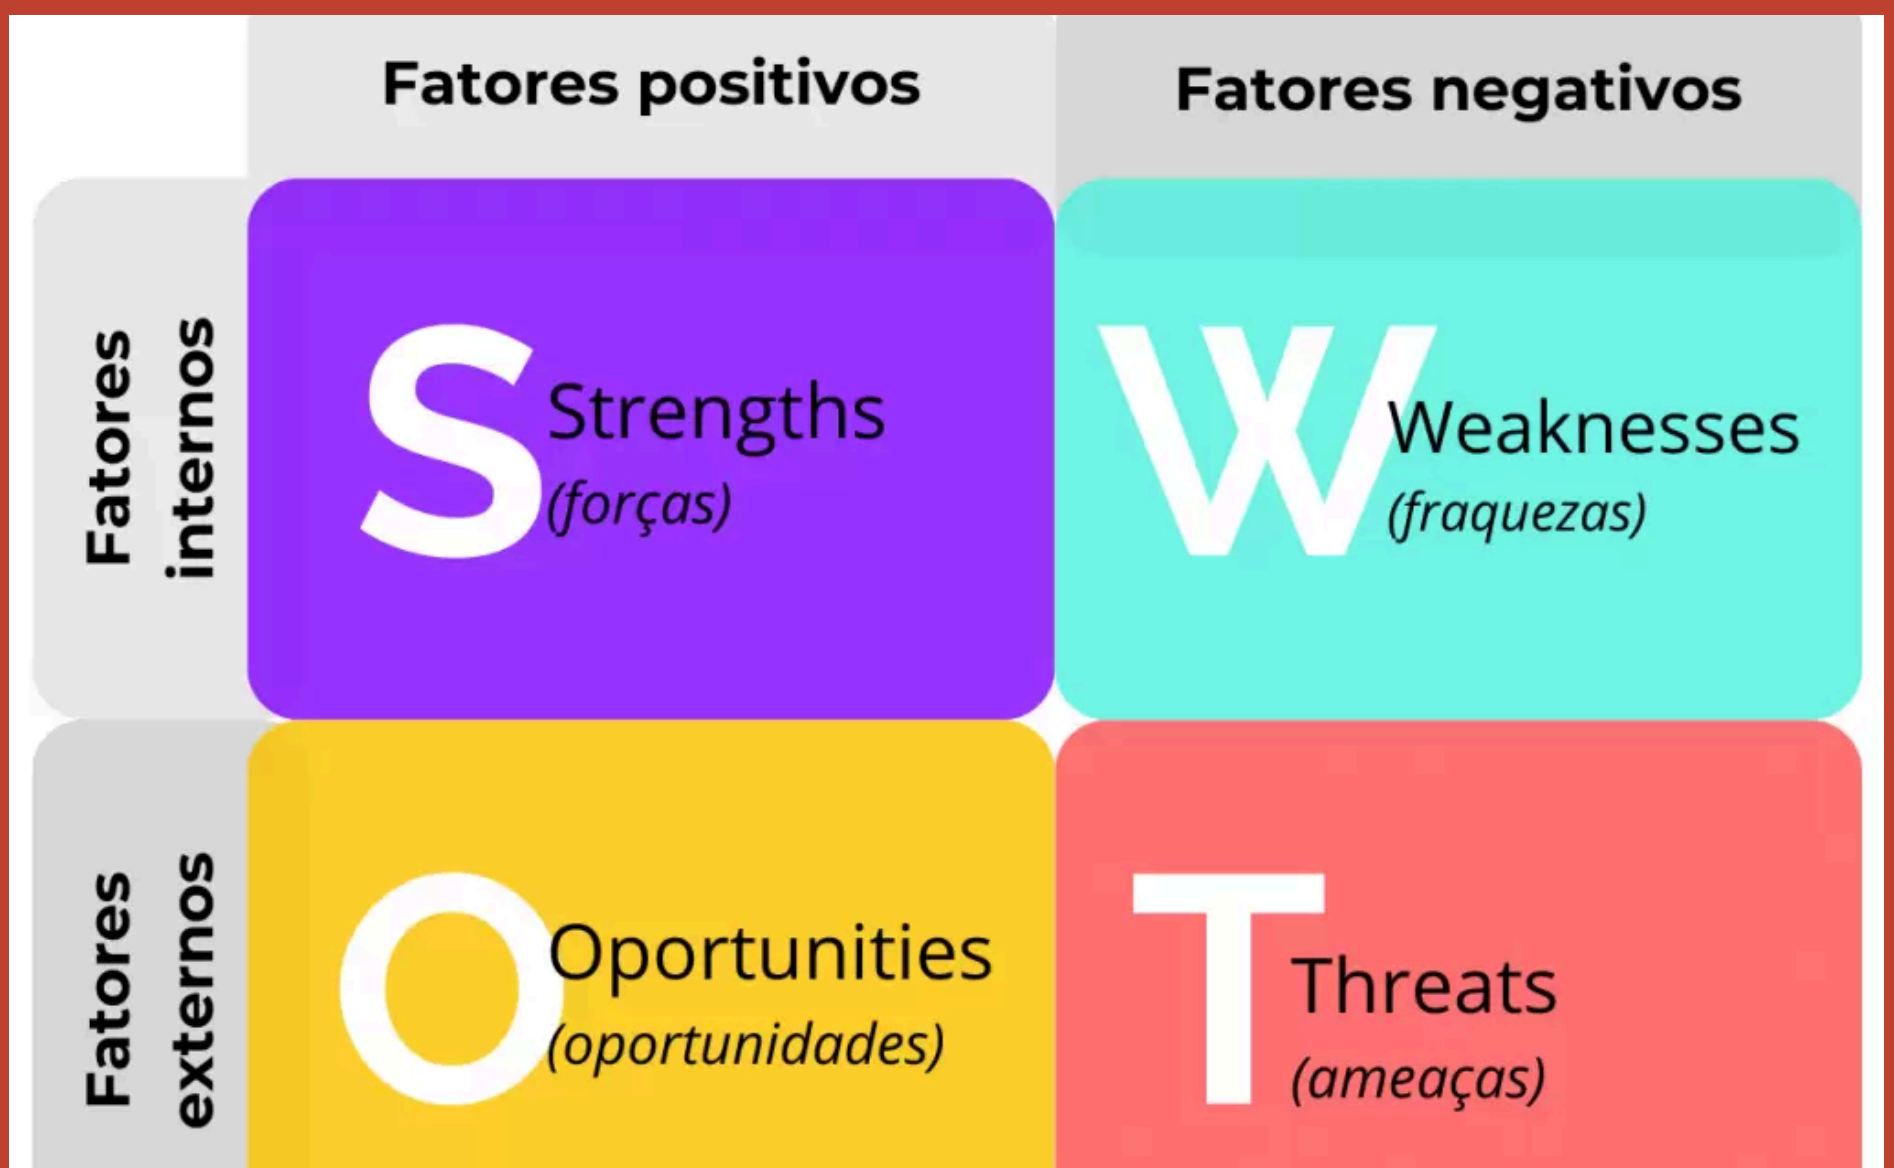 Fatores positivos
Fatores negativos
Fatores
internos
S
Strengths
(forças)
W
Weaknesses
(fraquezas)
Fatores
externos
O
Oportunities
(oportunidades)
T
Threats
(ameaças)